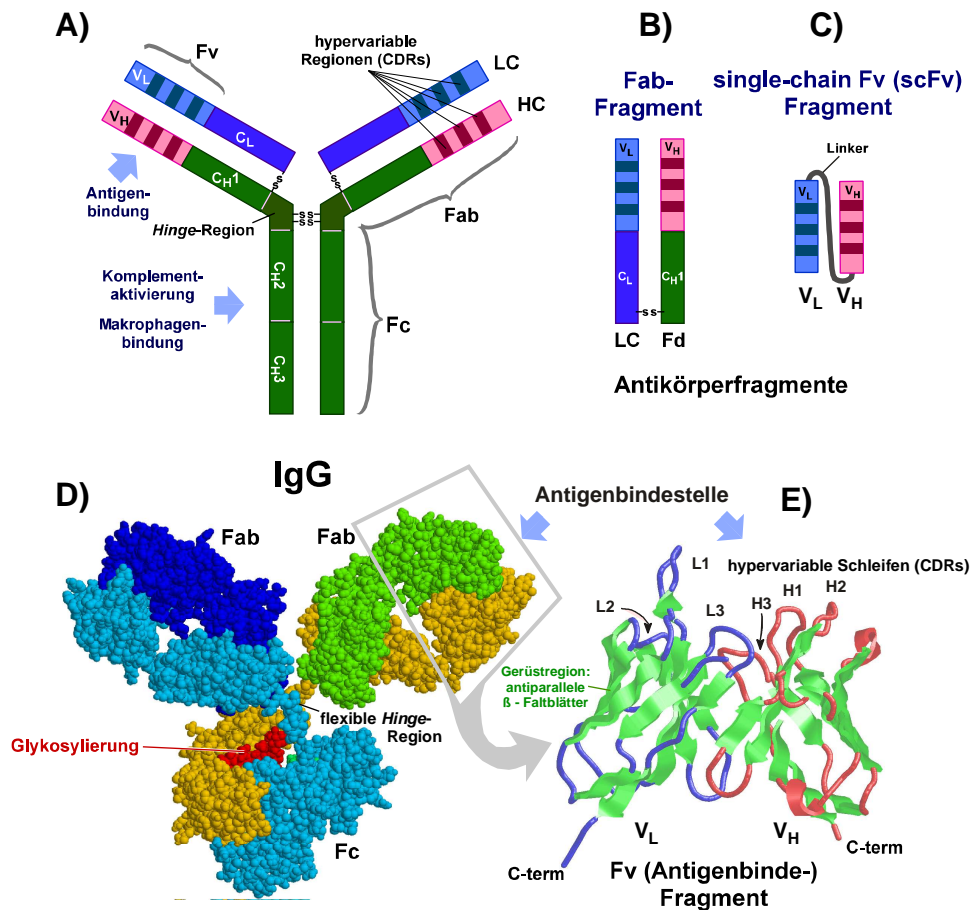 A)
Fv
hypervariable
Regionen (CDRs)
LC
HC
VL
VH
CL
CH1
s
s
s
s
ss
ss
Antigen-
bindung
Hinge-Region
Fab
Komplement-
aktivierung
Makrophagen-
bindung
CH2
CH3
Fc
B)
Fab-
Fragment
VL
VH
CL
CH1
-s s-
LC
Fd
C)
single-chain Fv (scFv)
Fragment
Linker
VL
VH
VL
VH
Antikörperfragmente
D)
IgG
Fab
Fab
flexible Hinge-
Region
Glykosylierung
Fc
Antigenbindestelle
E)
L1
hypervariable Schleifen (CDRs)
L2
L3
H3
H1
H2
Gerüstregion:
antiparallele
ß - Faltblätter
VL
VH
C-term
C-term
Fv (Antigenbinde-)
Fragment